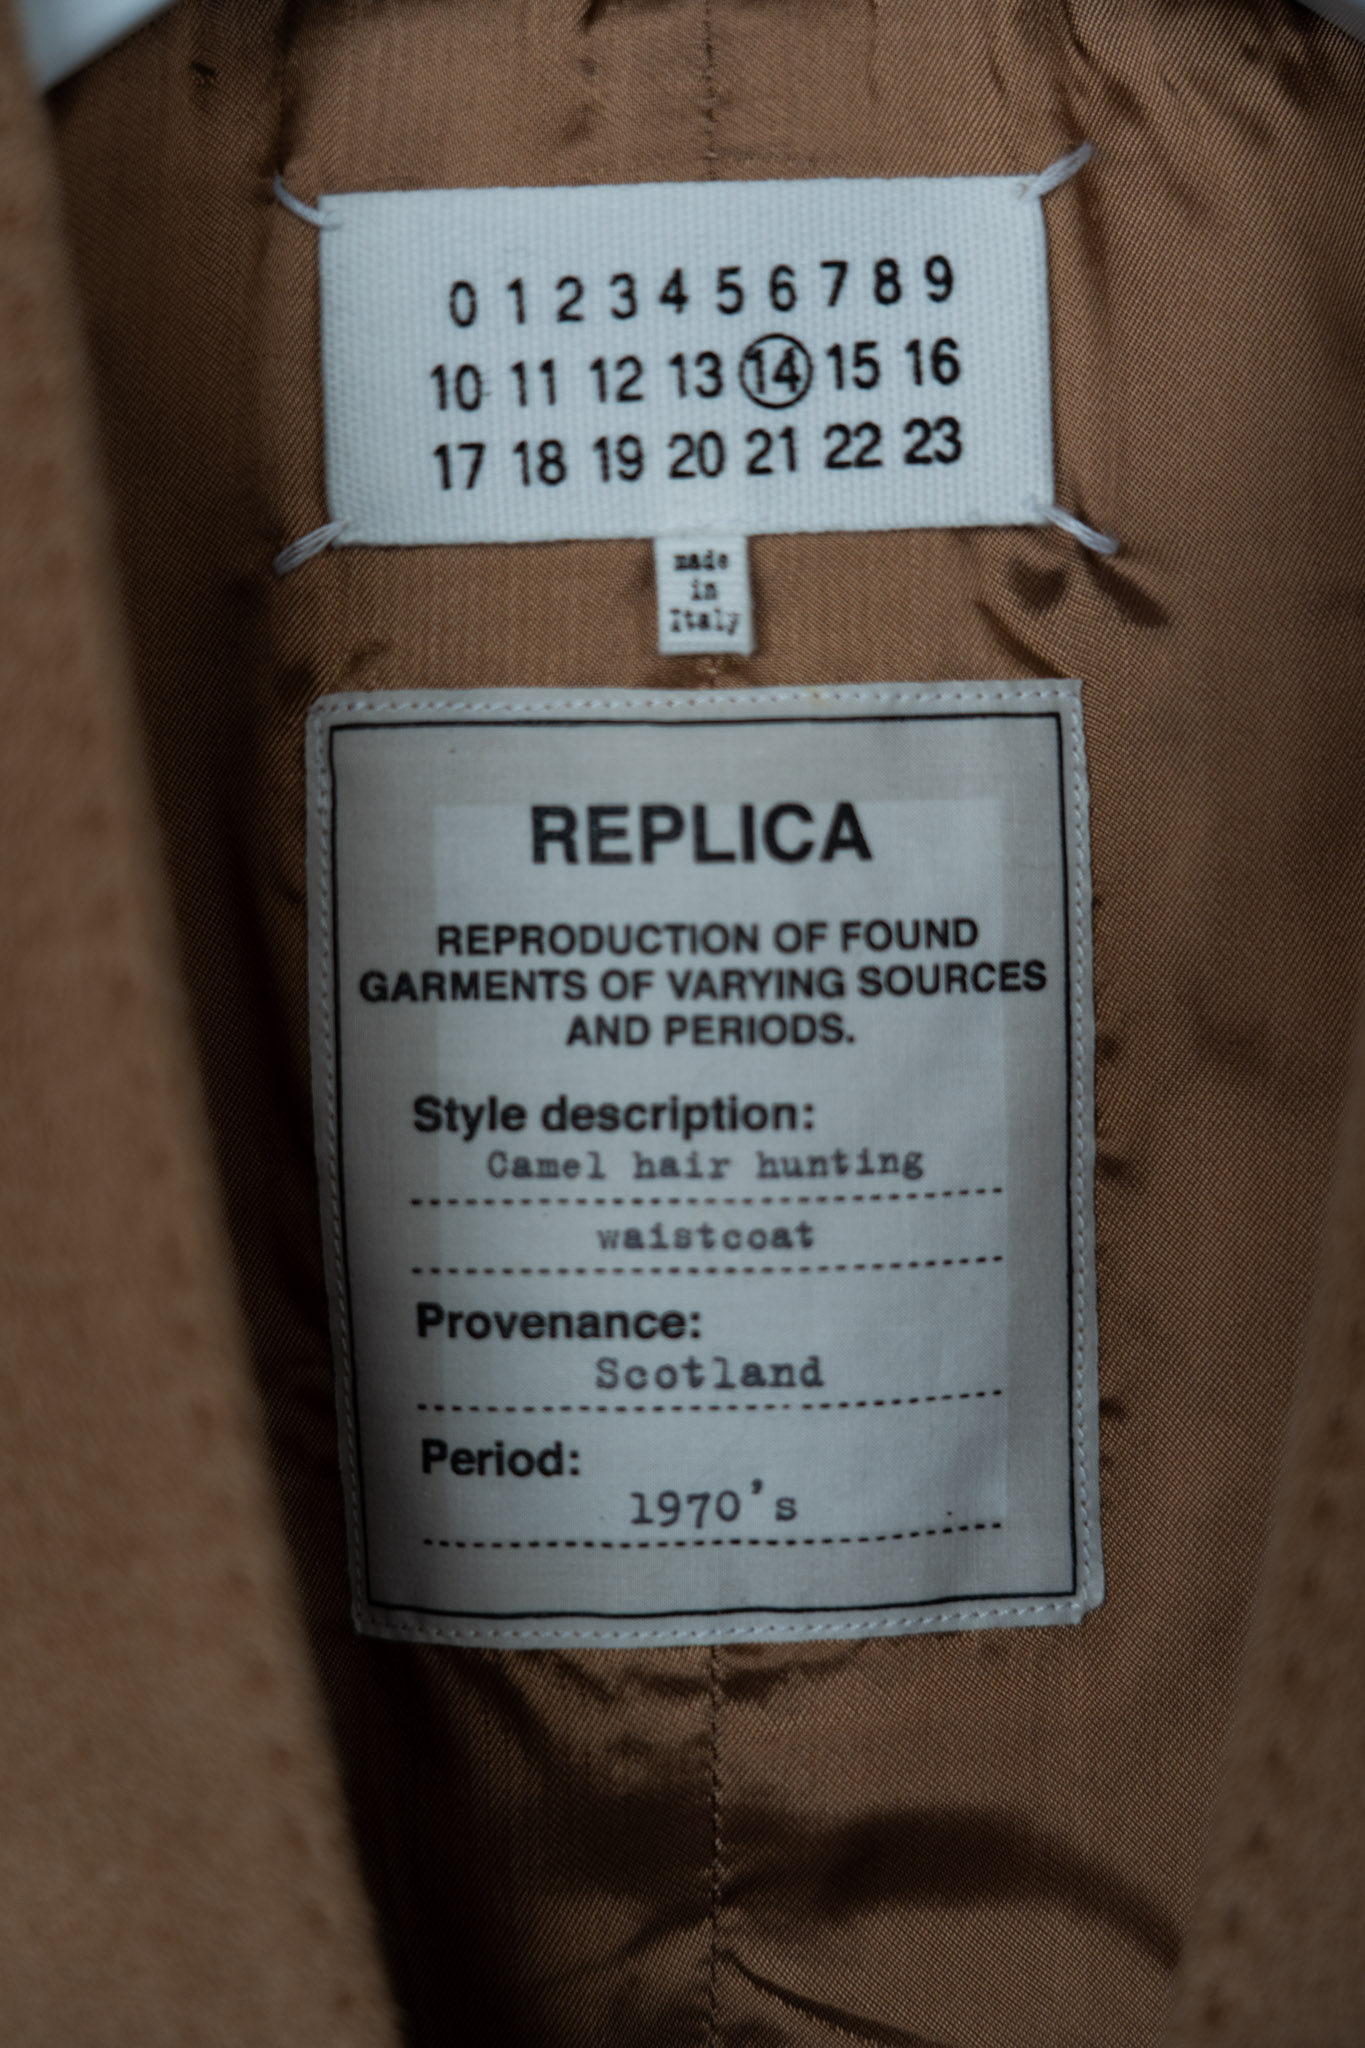 0 1 2 3 4 5 6 7 8 9
10 11 12 13 14 15 16
17 18 19 20 21 22 23
made
in
Italy
REPLICA
REPRODUCTION OF FOUND
GARMENTS OF VARYING SOURCES
AND PERIODS.
Style description:
Camel hair hunting
waistcoat
Provenance:
Scotland
Period:
1970's